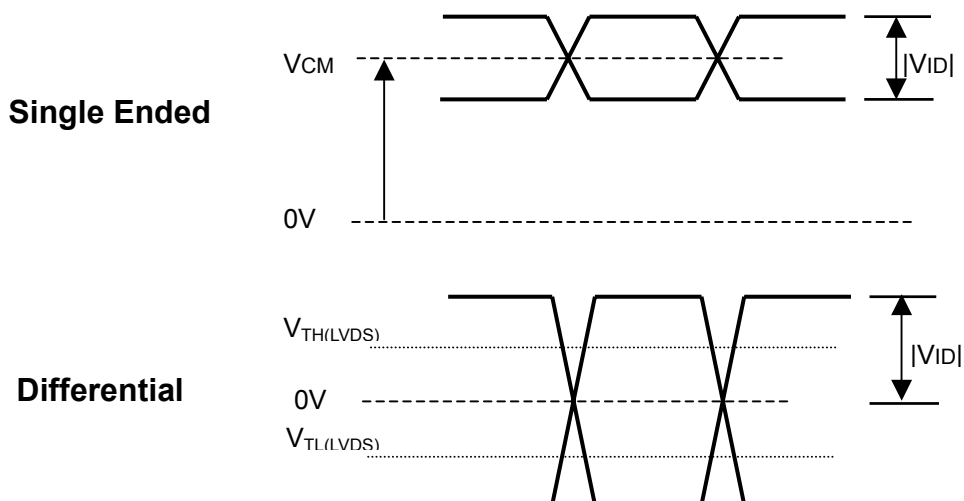 VCM
|VID|
Single Ended
0V
VTH(LVDS)
|VID|
Differential
0V
VTL(LVDS)